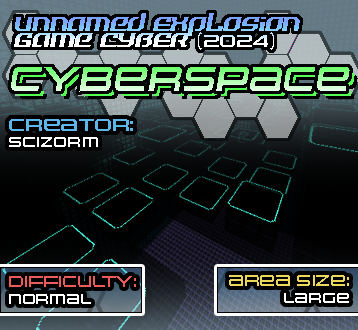 Unnamed Explosion
Game Cyber (2024)
CYBERSPACE
Creator:
Scizorm
Difficulty:
Normal
Area Size:
Large